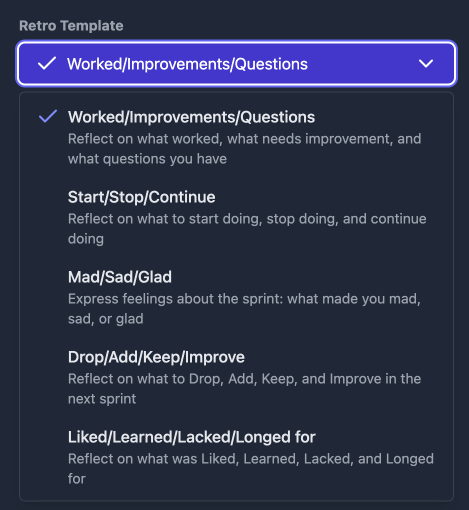 Retro Template
Worked/Improvements/Questions
Worked/Improvements/Questions
Reflect on what worked, what needs improvement, and
what questions you have
Start/Stop/Continue
Reflect on what to start doing, stop doing, and continue
doing
Mad/Sad/Glad
Express feelings about the sprint: what made you mad,
sad, or glad
Drop/Add/Keep/Improve
Reflect on what to Drop, Add, Keep, and Improve in the
next sprint
Liked/Learned/Lacked/Longed for
Reflect on what was Liked, Learned, Lacked, and Longed
for